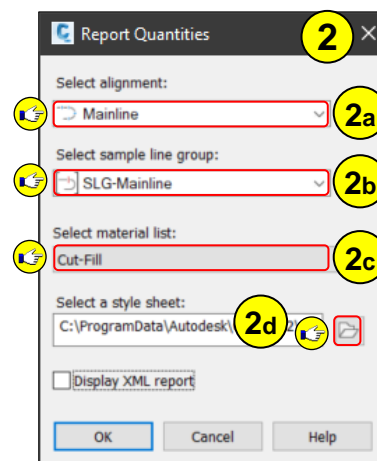 Report Quantities
2
Select alignment:
Mainline
2a
Select sample line group:
SLG-Mainline
2b
Select material list:
Cut-Fill
2c
Select a style sheet:
C:\ProgramData\Autodesk\
2d
Display XML report
OK Cancel Help